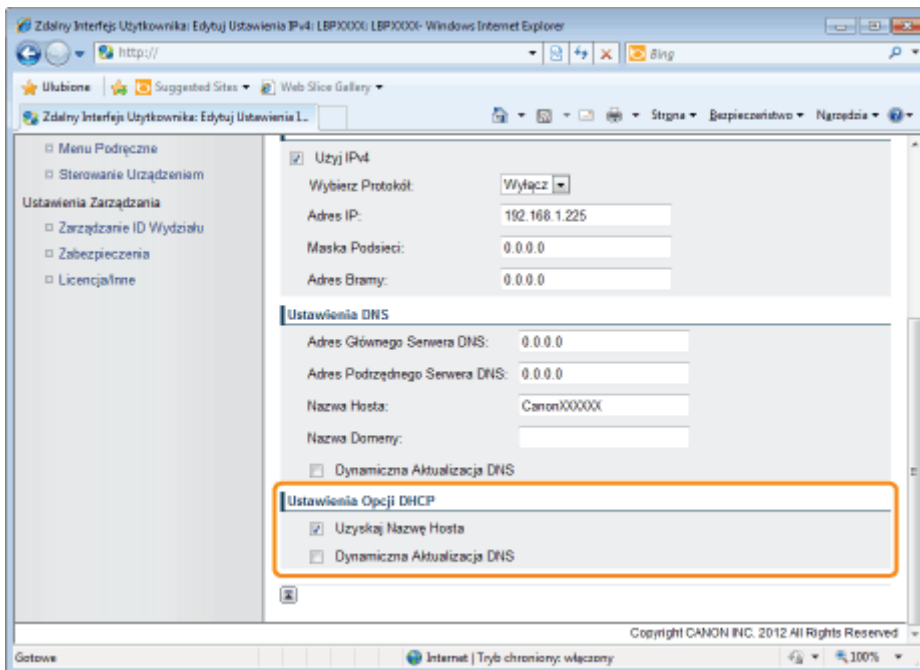 Zdalny Interfejs Użytkownika: Edytuj Ustawienia IPv4: LBPXXXX: LBPXXXX- Windows Internet Explorer
http://
Bing
Ulubione Suggested Sites Web Slice Gallery
Zdalny Interfejs Użytkownika: Edytuj Ustawienia I...
Strona Bezpieczeństwo Narzędzia
Menu Podręczne
Sterowanie Urządzeniem
Ustawienia Zarządzania
Zarządzanie ID Wydziału
Zabezpieczenia
Licencja/Inne
Użyj IPv4
Wybierz Protokół: Wyłącz
Adres IP: 192.168.1.225
Maska Podsieci: 0.0.0.0
Adres Bramy: 0.0.0.0
Ustawienia DNS
Adres Głównego Serwera DNS: 0.0.0.0
Adres Podrzędnego Serwera DNS: 0.0.0.0
Nazwa Hosta: CanonXXXXXX
Nazwa Domeny:
Dynamiczna Aktualizacja DNS
Ustawienia Opcji DHCP
Uzyskaj Nazwę Hosta
Dynamiczna Aktualizacja DNS
Copyright CANON INC. 2012 All Rights Reserved
Gotowe Internet | Tryb chroniony: włączony 100%